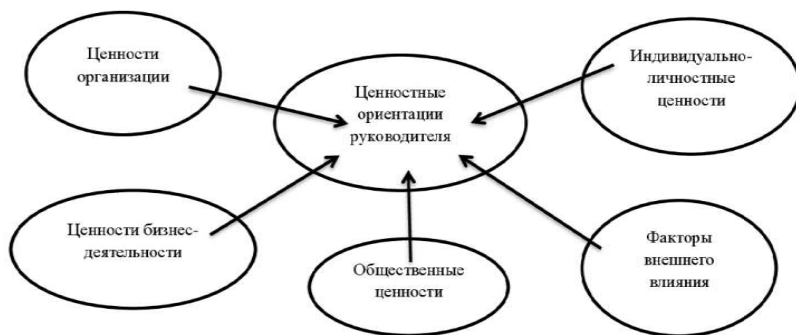 Ценности
организации
Ценностные
ориентации
руководителя
Индивидуально-
личностные
ценности
Ценности бизнес-
деятельности
Общественные
ценности
Факторы
внешнего
влияния